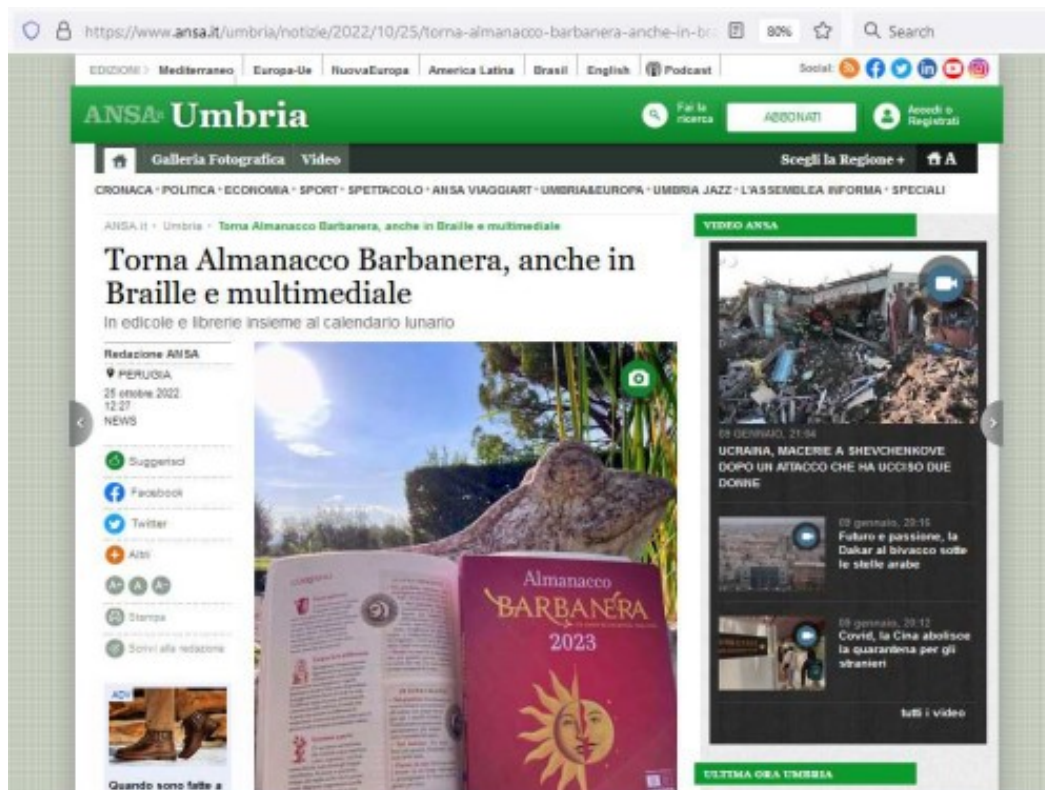 https://www.ansa.it/umbria/notizie/2022/10/25/torna-almanacco-barbanera-anche-in-br
80%
Search
EDIZIONI > Mediterraneo Europa-Ue NuovaEuropa America Latina Brasil English Podcast
Social:
ANSA.it Umbria
Fai la
ricerca
ABBONATI
Accedi o
Registrati
Galleria Fotografica Video
Scegli la Regione +
A
CRONACA • POLITICA • ECONOMIA • SPORT • SPETTACOLO • ANSA VIAGGIART • UMBRIA&EUROPA • UMBRIA JAZZ • L'ASSEMBLEA INFORMA • SPECIALI
ANSA.it • Umbria • Torna Almanacco Barbanera, anche in Braille e multimediale
Torna Almanacco Barbanera, anche in
Braille e multimediale
In edicole e librerie insieme al calendario lunario
Redazione ANSA
PERUGIA
25 ottobre 2022
12:27
NEWS
Suggerisci
Facebook
Twitter
Altri
A+ A A-
Stampa
Scrivi alla redazione
ADV
Quando sono fatte a
Almanacco
BARBANERA
2023
VIDEO ANSA
09 GENNAIO, 21:04
UCRAINA, MACERIE A SHEVCHENKOVE
DOPO UN ATTACCO CHE HA UCCISO DUE
DONNE
09 gennaio, 20:16
Futuro e passione, la
Dakar al bivacco sotto
le stelle arabe
09 gennaio, 20:12
Covid, la Cina abolisce
la quarantena per gli
stranieri
tutti i video
ULTIMA ORA UMBRIA